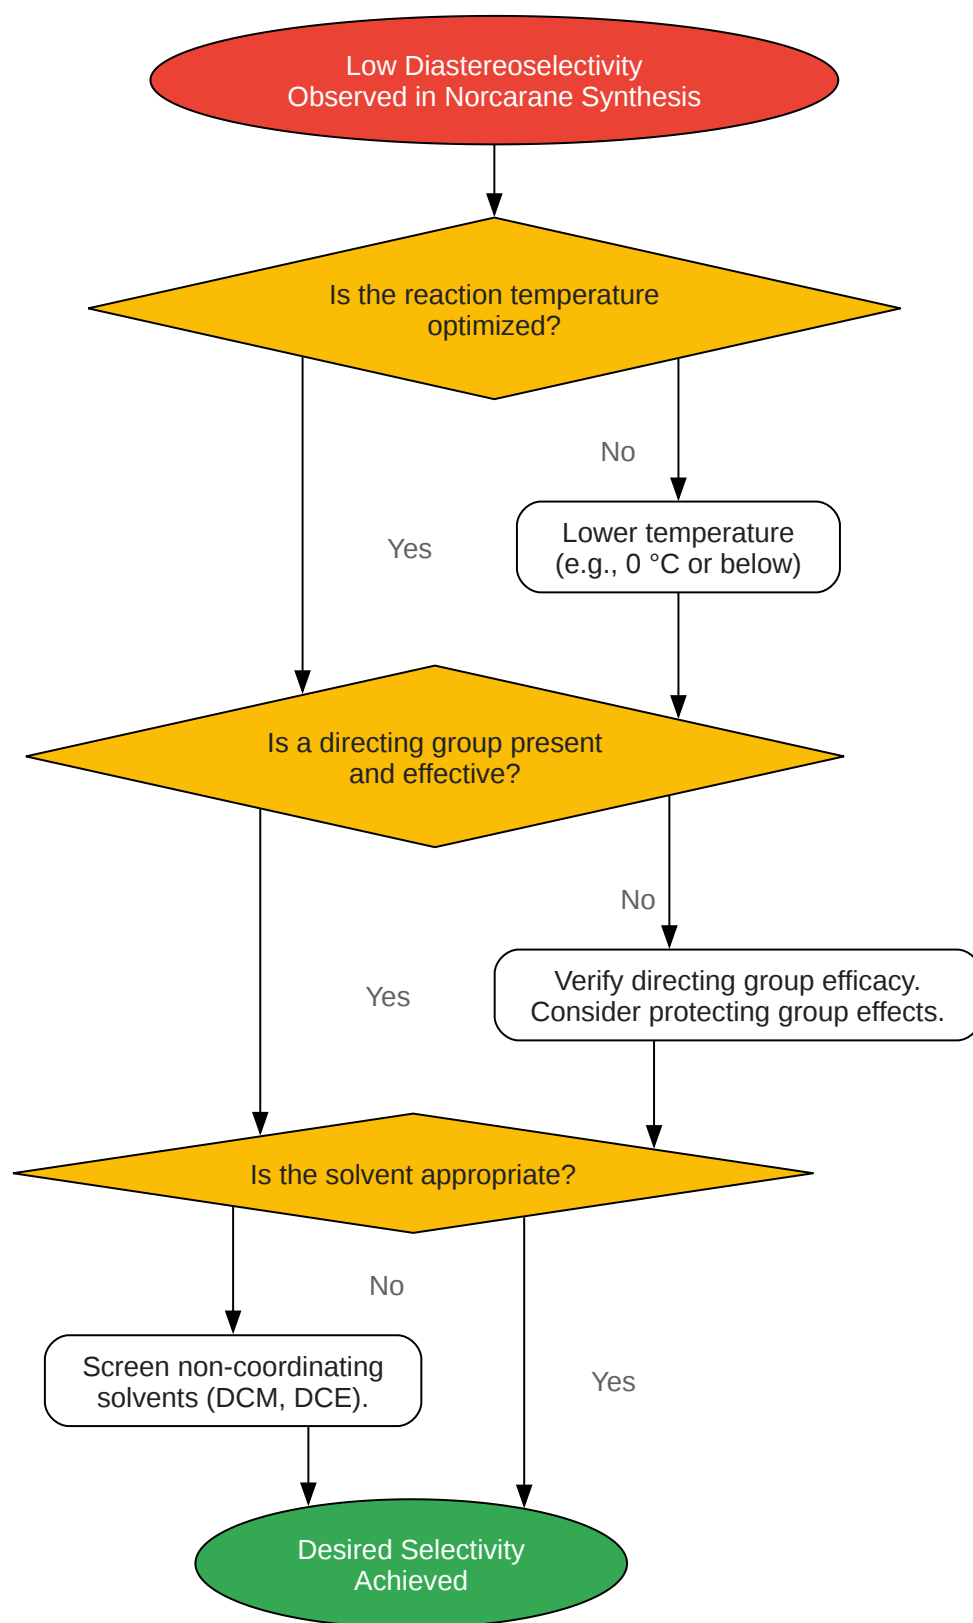 Low Diastereoselectivity
Observed in Norcarane Synthesis
Is the reaction temperature
optimized?
No
Yes
Lower temperature
(e.g., 0 °C or below)
Is a directing group present
and effective?
No
Yes
Verify directing group efficacy.
Consider protecting group effects.
Is the solvent appropriate?
No
Screen non-coordinating
solvents (DCM, DCE).
Yes
Desired Selectivity
Achieved